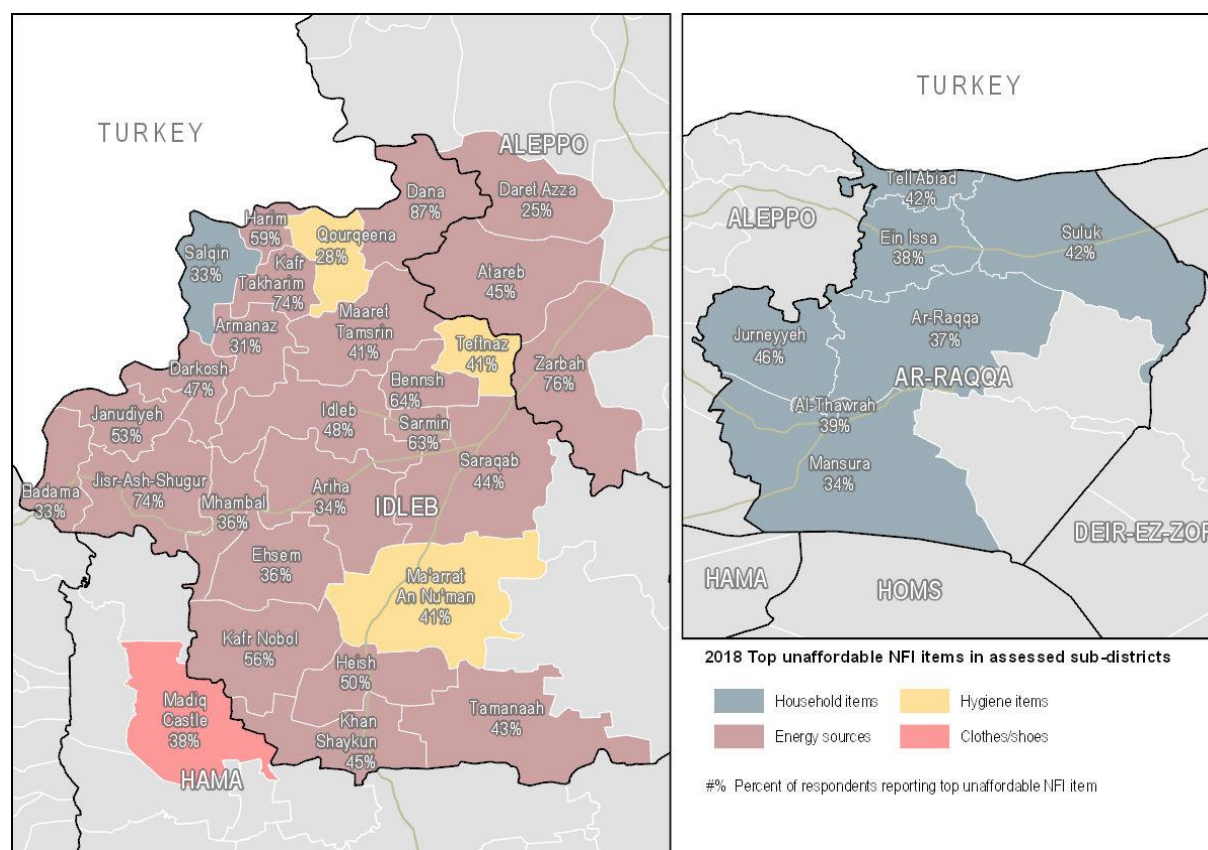 TURKEY
ALEPPO
Dana
87%
Daret Azza
25%
Harim
59%
Qourqeena
28%
Salqin
33%
Kafr
Takharim
74%
Atareb
45%
Maaret
Tamsrin
41%
Armanaz
31%
Teftnaz
41%
Zarbah
76%
Darkosh
47%
Bennsh
64%
Janudiyeh
53%
Idleb
48%
Sarmin
63%
Saraqab
44%
Badama
33%
Jisr-Ash-Shugur
74%
Mhambal
36%
Ariha
34%
IDLEB
Ehsem
36%
Ma'arrat
An Nu'man
41%
Kafr Nobol
56%
Heish
50%
Madiq
Castle
38%
Khan
Shaykun
45%
Tamanaah
43%
HAMA
TURKEY
Tell Abiad
42%
ALEPPO
Ein Issa
38%
Suluk
42%
Jurneyyeh
46%
Ar-Raqqa
37%
AR-RAQQA
Al-Thawrah
39%
Mansura
34%
DEIR-EZ-ZOR
HAMA
HOMS
2018 Top unaffordable NFI items in assessed sub-districts
Household items
Hygiene items
Energy sources
Clothes/shoes
#% Percent of respondents reporting top unaffordable NFI item